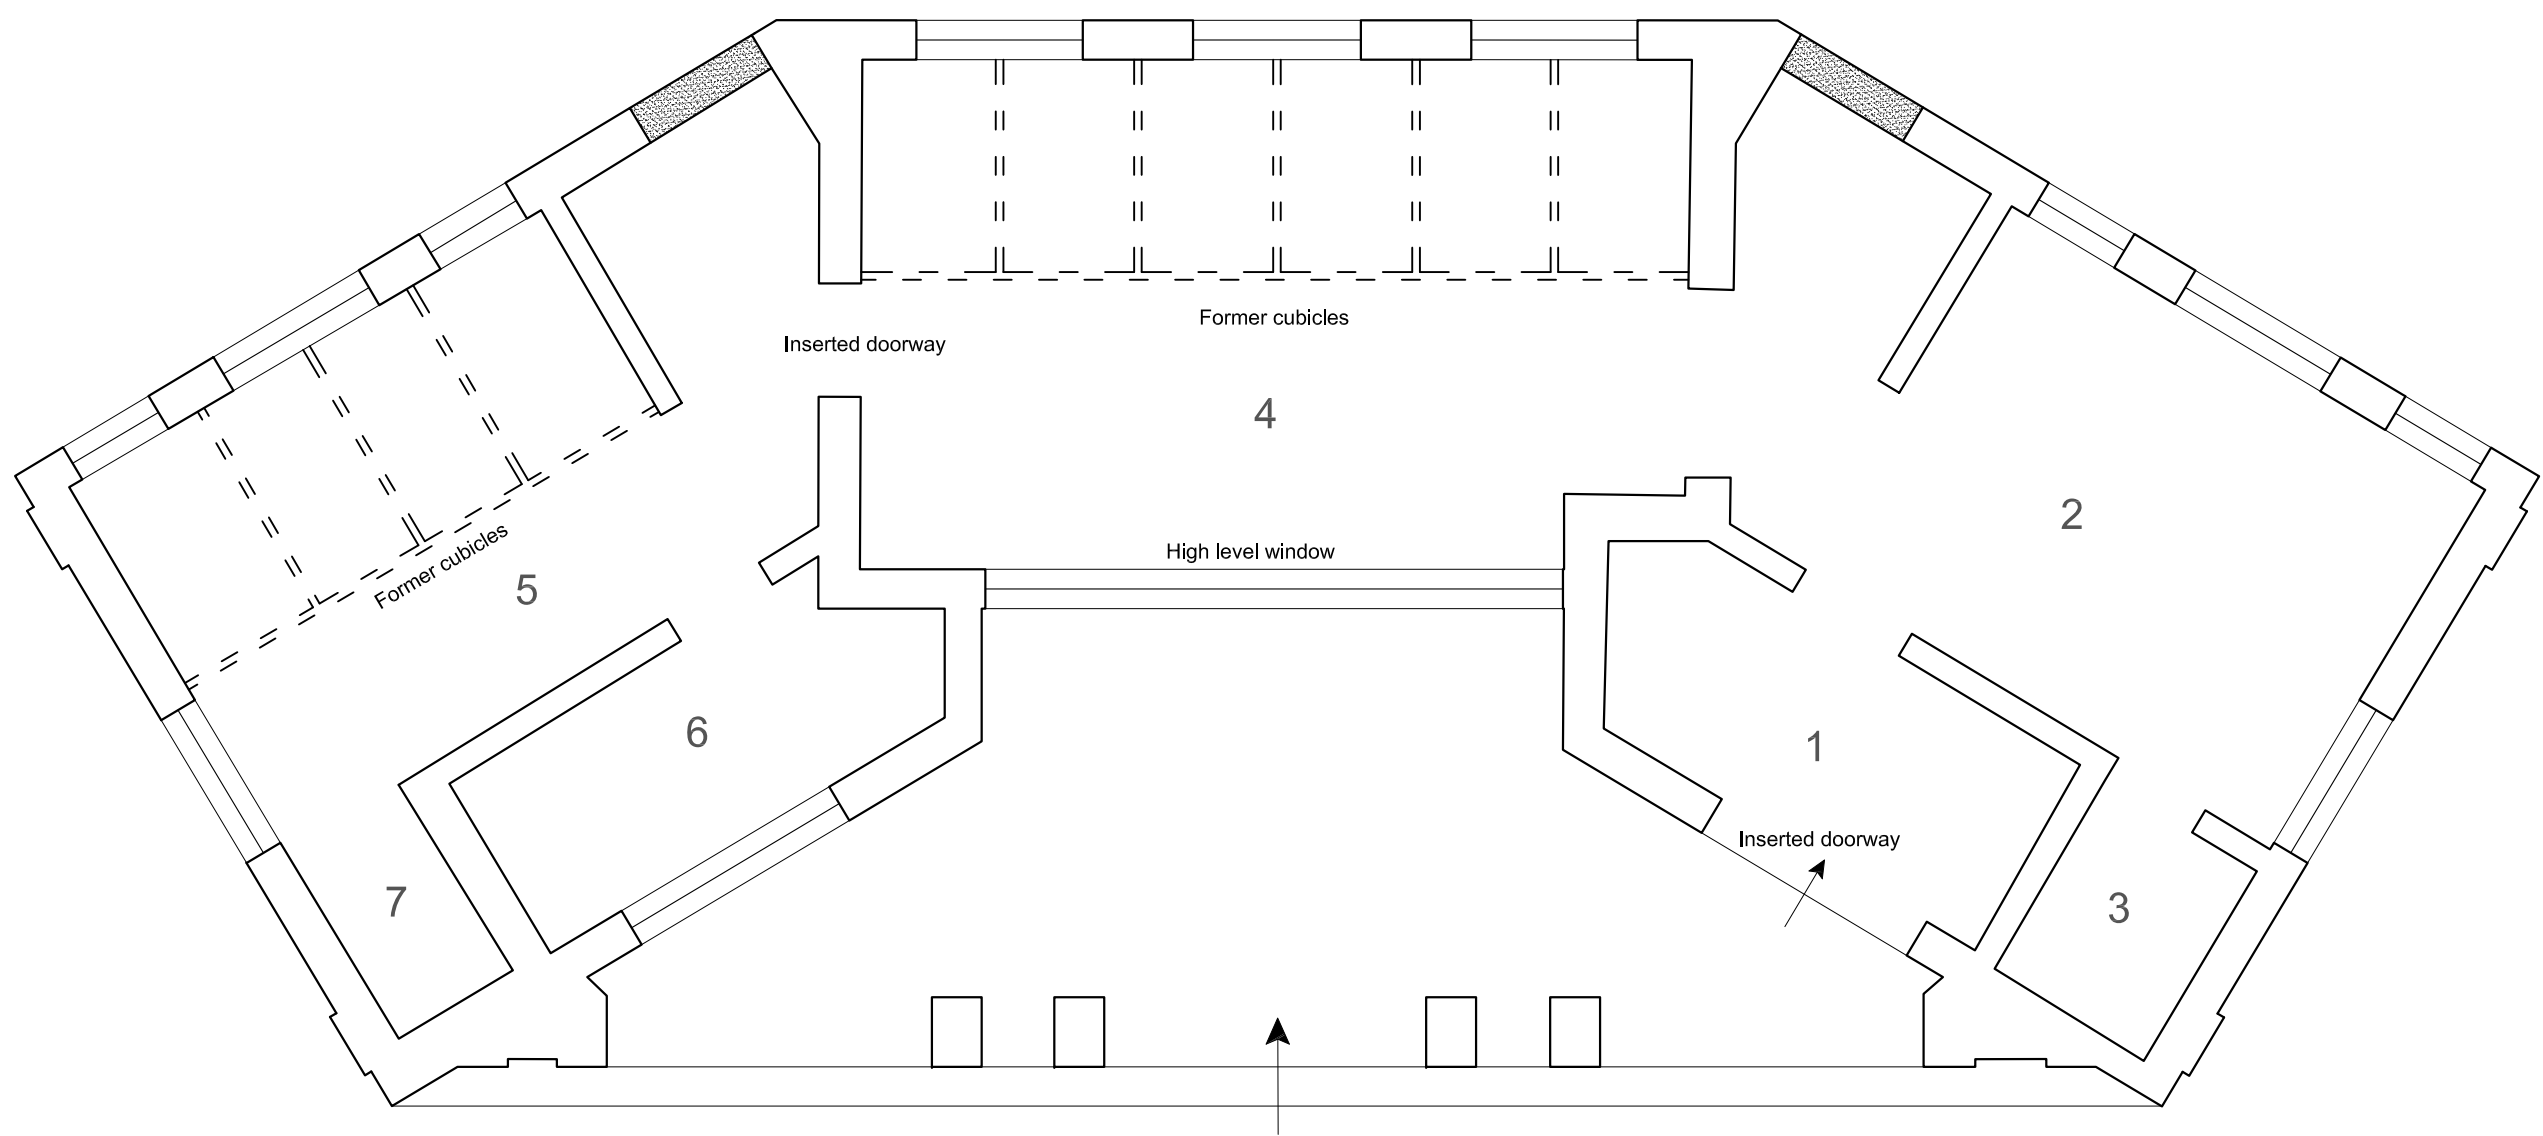 Former cubicles
Inserted doorway
4
2
High level window
Former cubicles
5
6
1
Inserted doorway
7
3